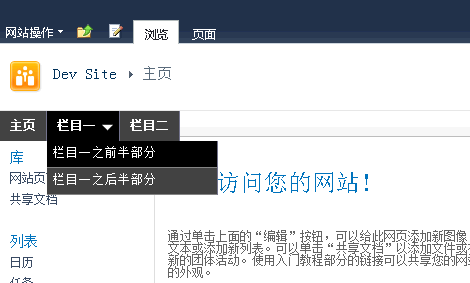 网站操作 浏览 页面
Dev Site 主页
主页 栏目一 栏目二
栏目一之前半部分
栏目一之后半部分
库
网站页
共享文档
列表
日历
任务
访问您的网站！
通过单击上面的“编辑”按钮，可以给此网页添加新图像
文本或添加新列表。可以单击“共享文档”以添加文件或
新的团体活动。使用入门教程部分的链接可以共享您的网
的外观。